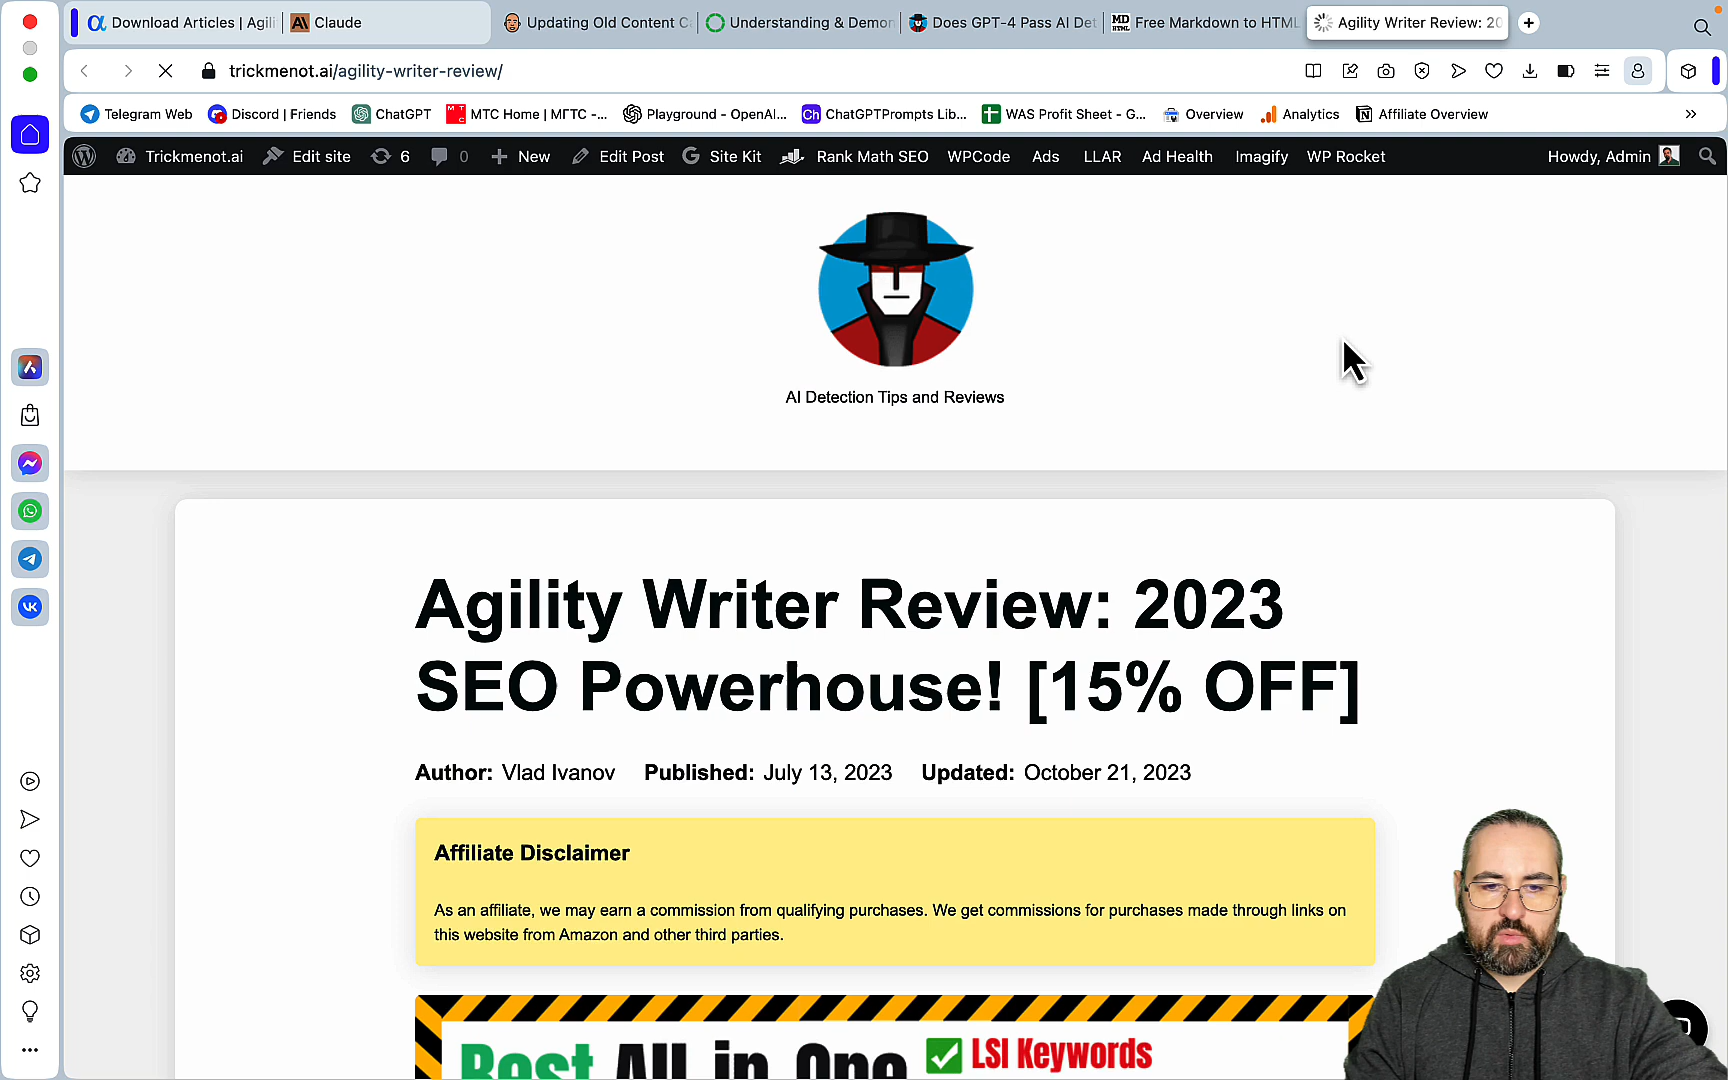 Download Articles | Agili
Claude
Updating Old Content C
Understanding & Demon
Does GPT-4 Pass AI Det
Free Markdown to HTML
Agility Writer Review: 20
trickmenot.ai/agility-writer-review/
Telegram Web
Discord | Friends
ChatGPT
MTC Home | МГТС -...
Playground - OpenAI...
ChatGPTPrompts Lib...
WAS Profit Sheet - G...
Overview
Analytics
Affiliate Overview
Trickmenot.ai
Edit site
6
0
New
Edit Post
Site Kit
Rank Math SEO
WPCode
Ads
LLAR
Ad Health
Imagify
WP Rocket
Howdy, Admin
AI Detection Tips and Reviews
Agility Writer Review: 2023
SEO Powerhouse! [15% OFF]
Author: Vlad Ivanov Published: July 13, 2023 Updated: October 21, 2023
Affiliate Disclaimer
As an affiliate, we may earn a commission from qualifying purchases. We get commissions for purchases made through links on
this website from Amazon and other third parties.
Best All in One
LSI Keywords